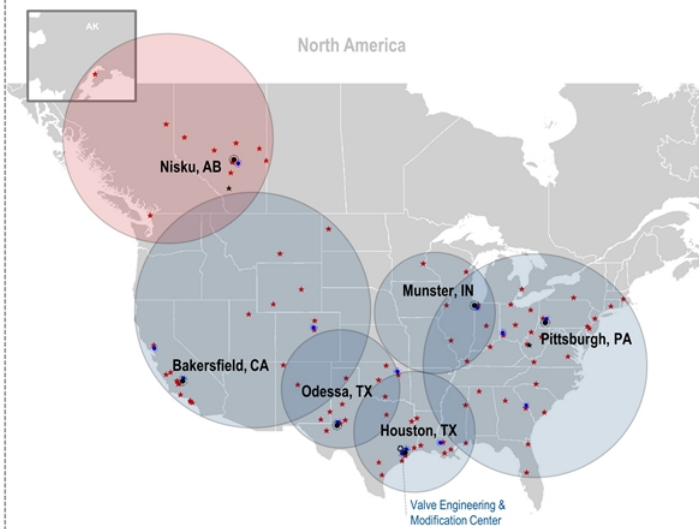 AK
North America
Nisku, AB
Munster, IN
Pittsburgh, PA
Bakersfield, CA
Odessa, TX
Houston, TX
Valve Engineering &
Modification Center